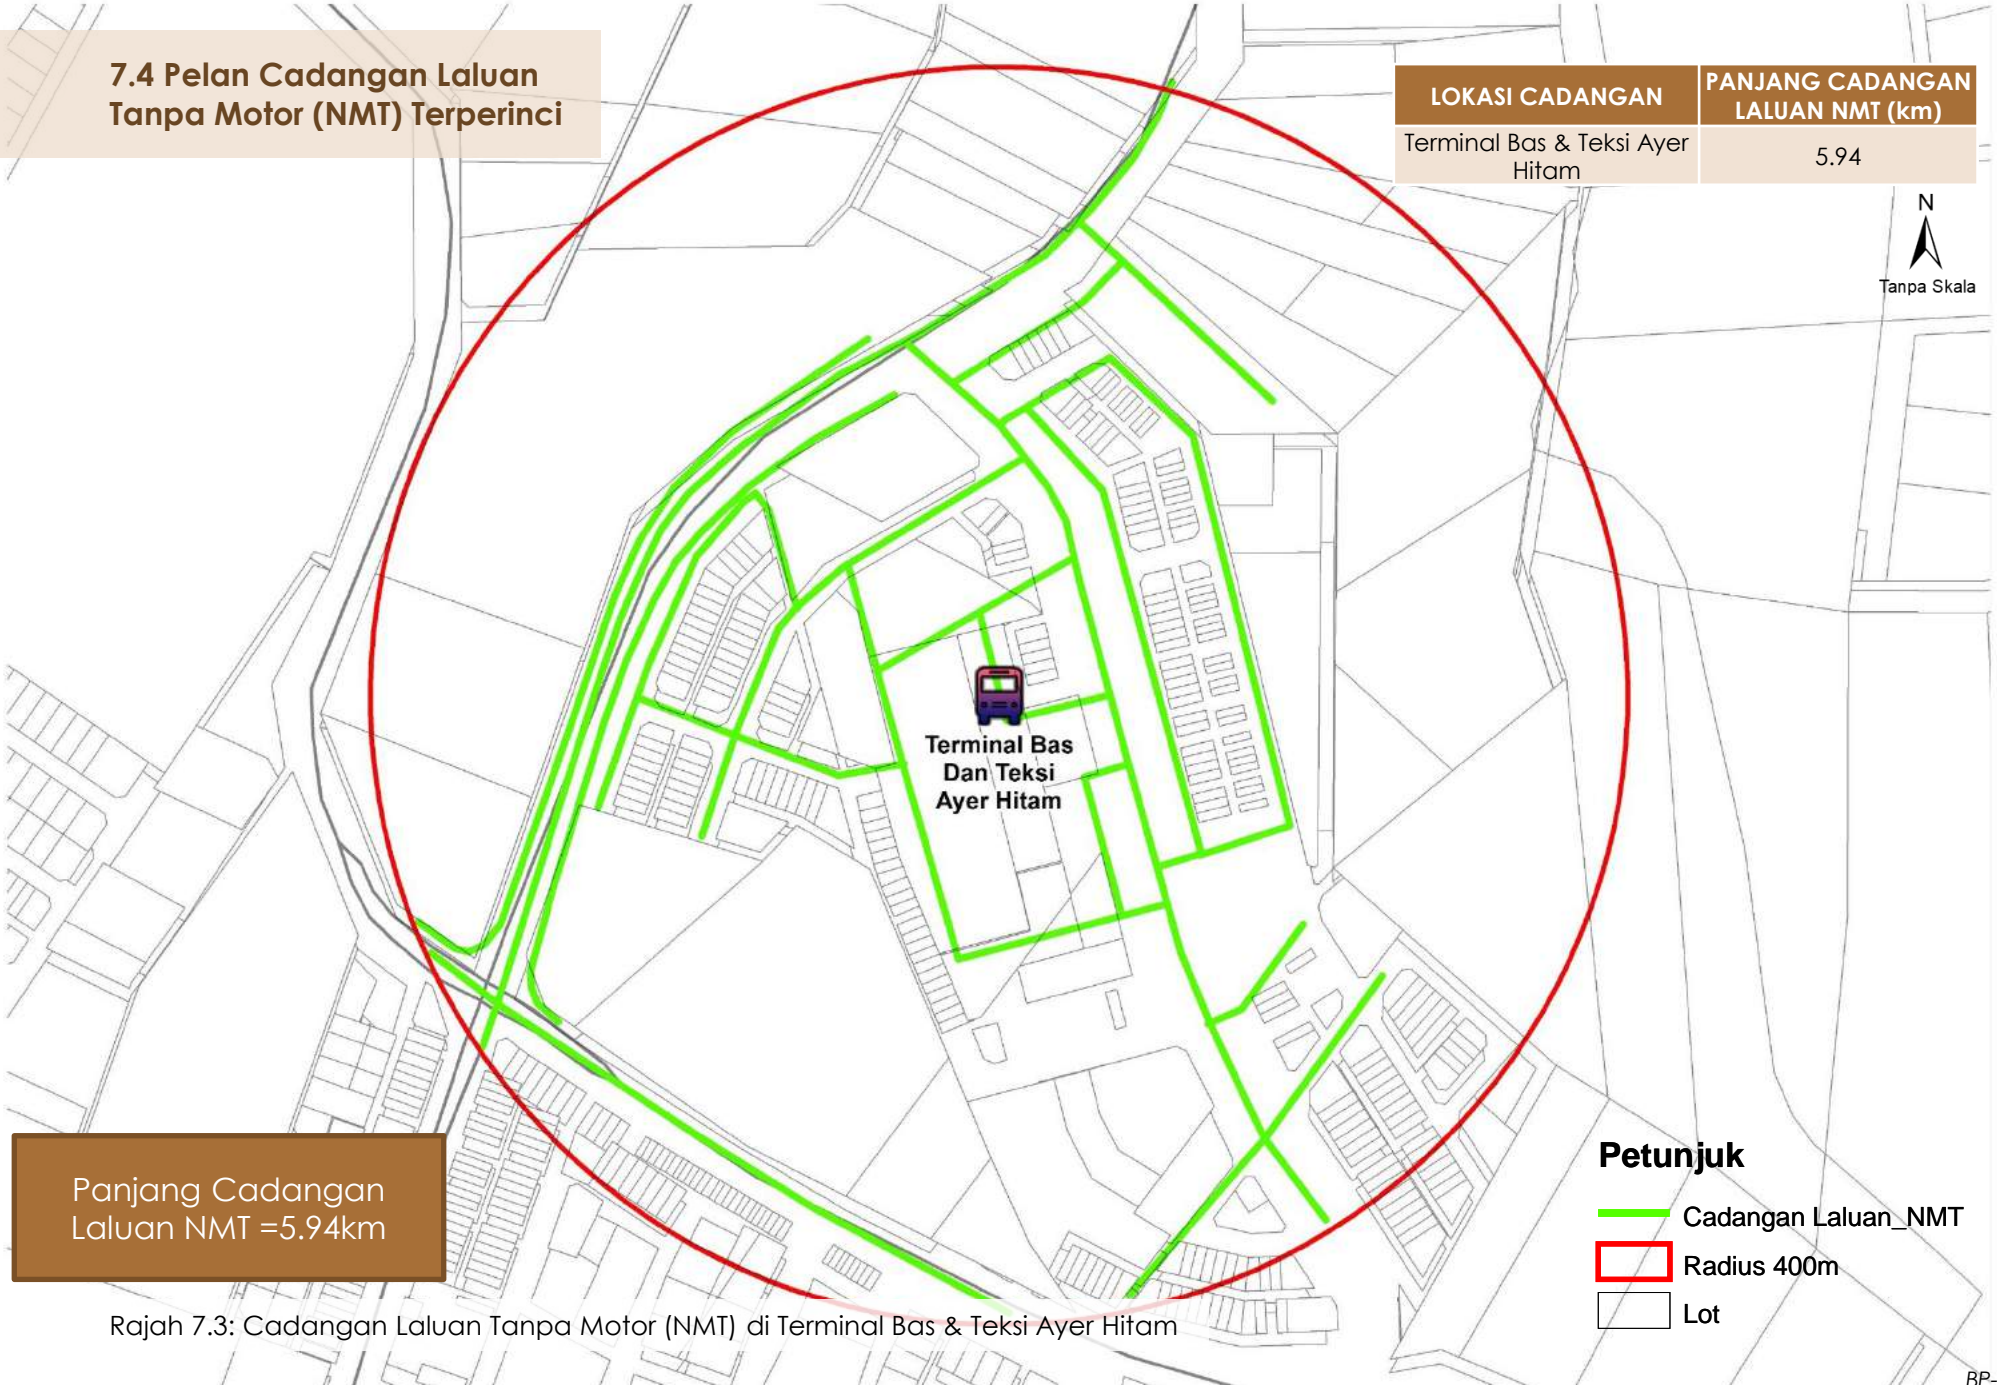 7.4 Pelan Cadangan Laluan
Tanpa Motor (NMT) Terperinci
LOKASI CADANGAN
PANJANG CADANGAN
LALUAN NMT (km)
Terminal Bas & Teksi Ayer
Hitam
5.94
N
Tanpa Skala
Terminal Bas
Dan Teksi
Ayer Hitam
Panjang Cadangan
Laluan NMT =5.94km
Petunjuk
Cadangan Laluan_NMT
Radius 400m
Lot
Rajah 7.3: Cadangan Laluan Tanpa Motor (NMT) di Terminal Bas & Teksi Ayer Hitam
BP-